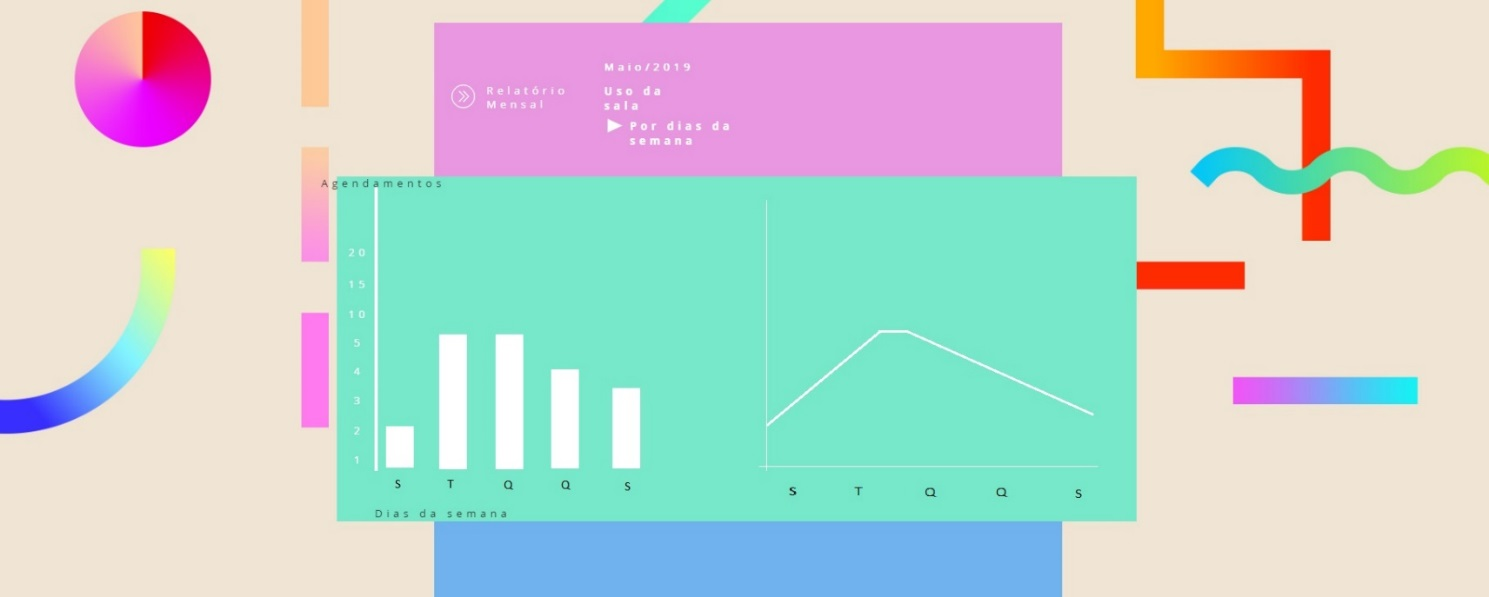 Maio/2019
Relatório
Mensal
Uso da
sala
Por dias da
semana
Agendamentos
20
15
10
5
4
3
2
1
S T Q Q S
Dias da semana
S T Q Q S